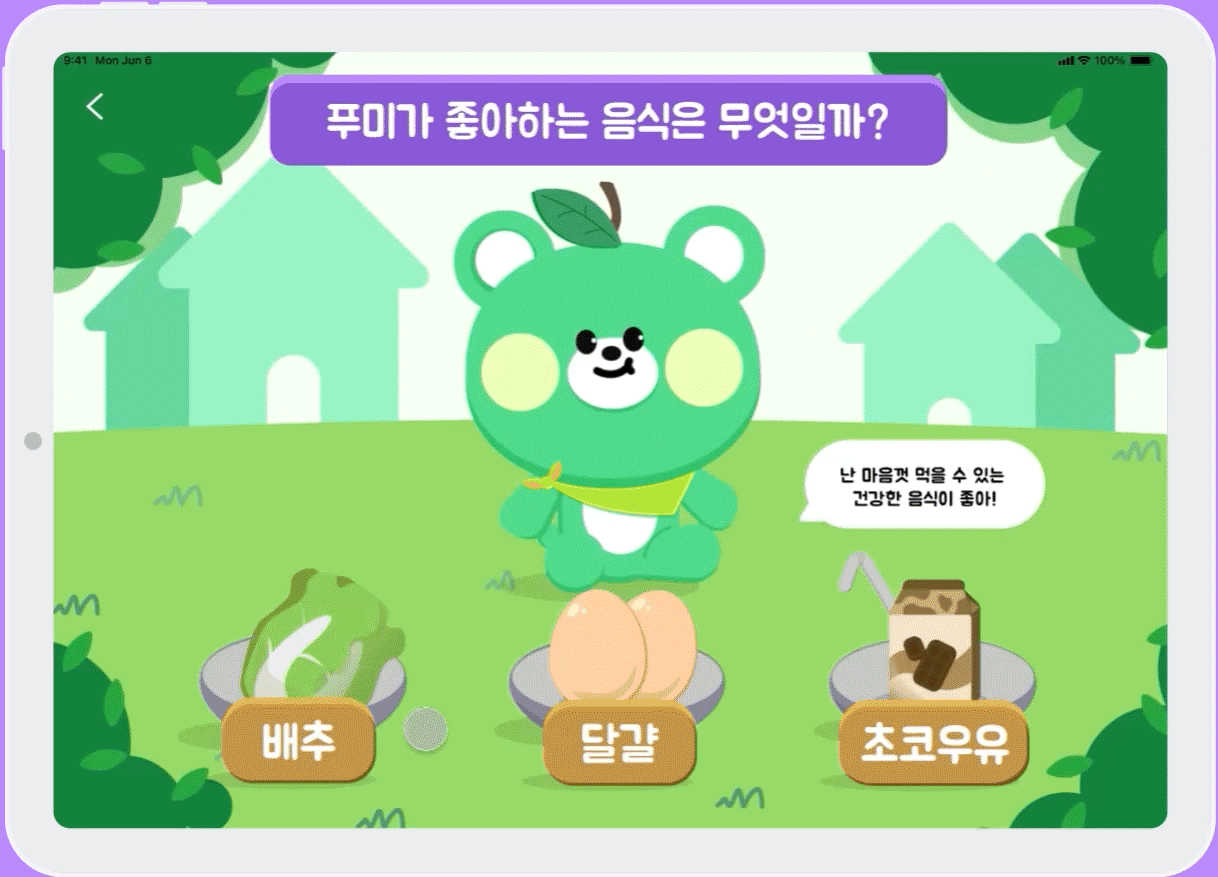 9:41 Mon Jun 6
100%
푸미가 좋아하는 음식은 무엇일까?
난 마음껏 먹을 수 있는
건강한 음식이 좋아!
배추
달걀
초코우유